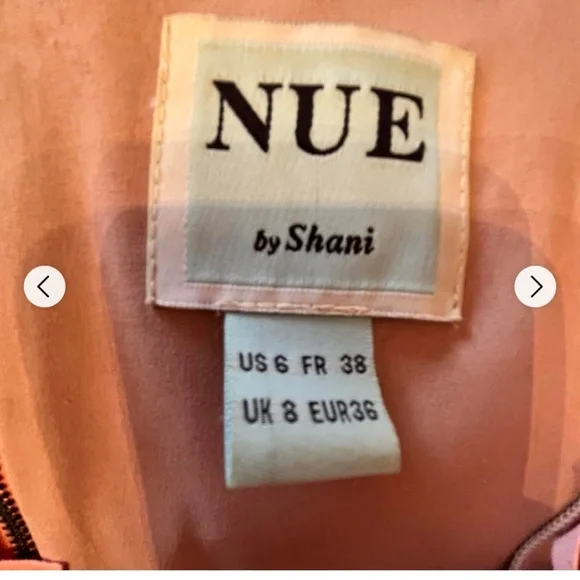 NUE
by Shani
US 6 FR 38
UK 8 EUR36